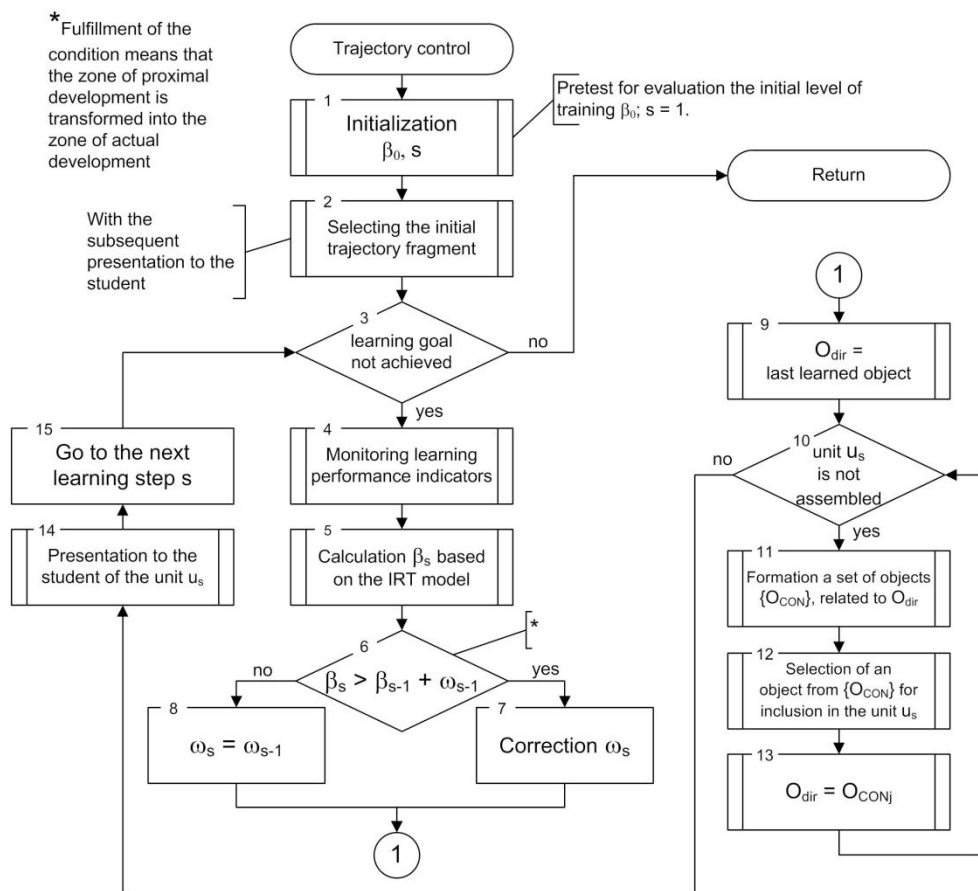 *Fulfillment of the
condition means that
the zone of proximal
development is
transformed into the
zone of actual
development
Trajectory control
1
Initialization
β₀, s
Pretest for evaluation the initial level of
training β₀; s = 1.
Return
2
Selecting the initial
trajectory fragment
With the
subsequent
presentation to the
student
3
learning goal
not achieved
no
yes
4
Monitoring learning
performance indicators
5
Calculation βₛ based
on the IRT model
*
6
βₛ > βₛ₋₁ + ωₛ₋₁
no
yes
8
ωₛ = ωₛ₋₁
7
Correction ωₛ
1
15
Go to the next
learning step s
14
Presentation to the
student of the unit uₛ
1
9
O_dir =
last learned object
10
unit uₛ
is not
assembled
no
yes
11
Formation a set of objects
{O_CON}, related to O_dir
12
Selection of an
object from {O_CON} for
inclusion in the unit uₛ
13
O_dir = O_CONj